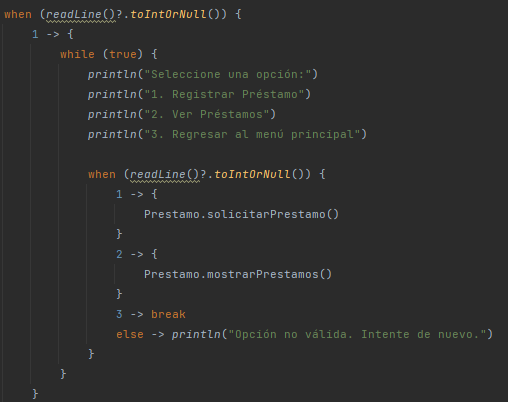 when (readLine()?.toIntOrNull()) {
    1 -> {
        while (true) {
            println("Seleccione una opción:")
            println("1. Registrar Préstamo")
            println("2. Ver Préstamos")
            println("3. Regresar al menú principal")

            when (readLine()?.toIntOrNull()) {
                1 -> {
                    Prestamo.solicitarPrestamo()
                }
                2 -> {
                    Prestamo.mostrarPrestamos()
                }
                3 -> break
                else -> println("Opción no válida. Intente de nuevo.")
            }
        }
    }